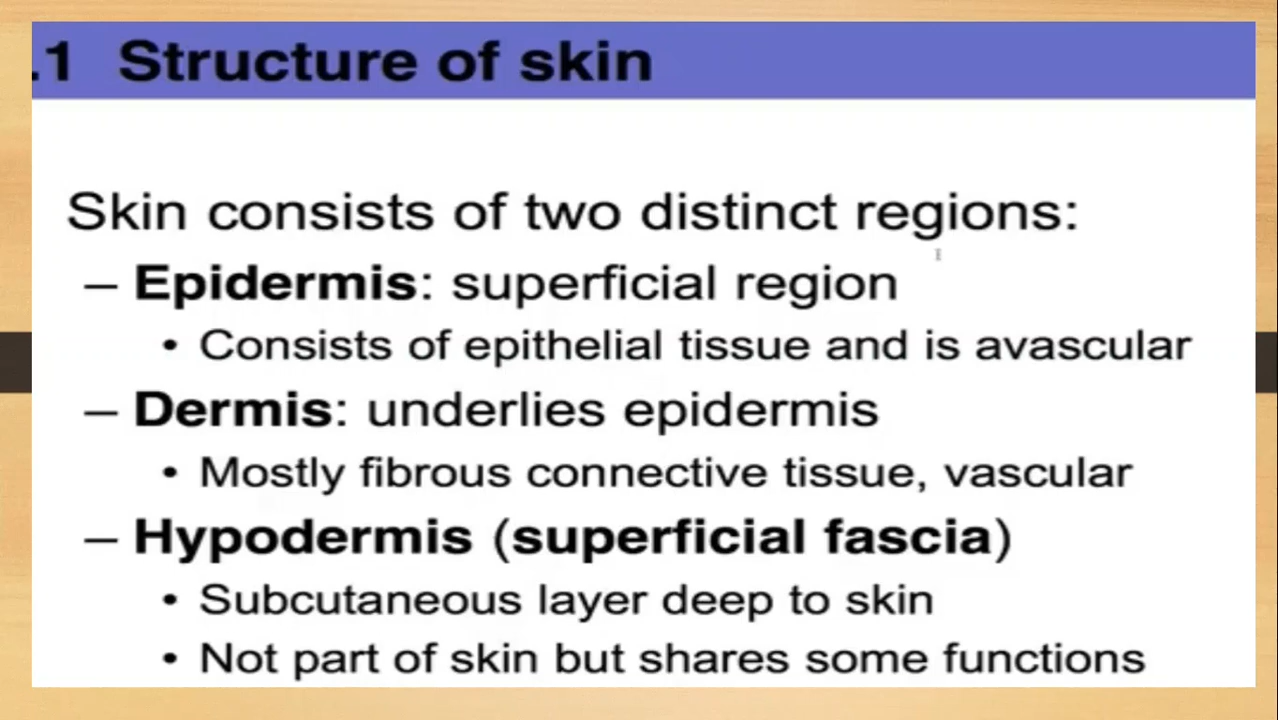 .1 Structure of skin
Skin consists of two distinct regions:
– Epidermis: superficial region
• Consists of epithelial tissue and is avascular
– Dermis: underlies epidermis
• Mostly fibrous connective tissue, vascular
– Hypodermis (superficial fascia)
• Subcutaneous layer deep to skin
• Not part of skin but shares some functions